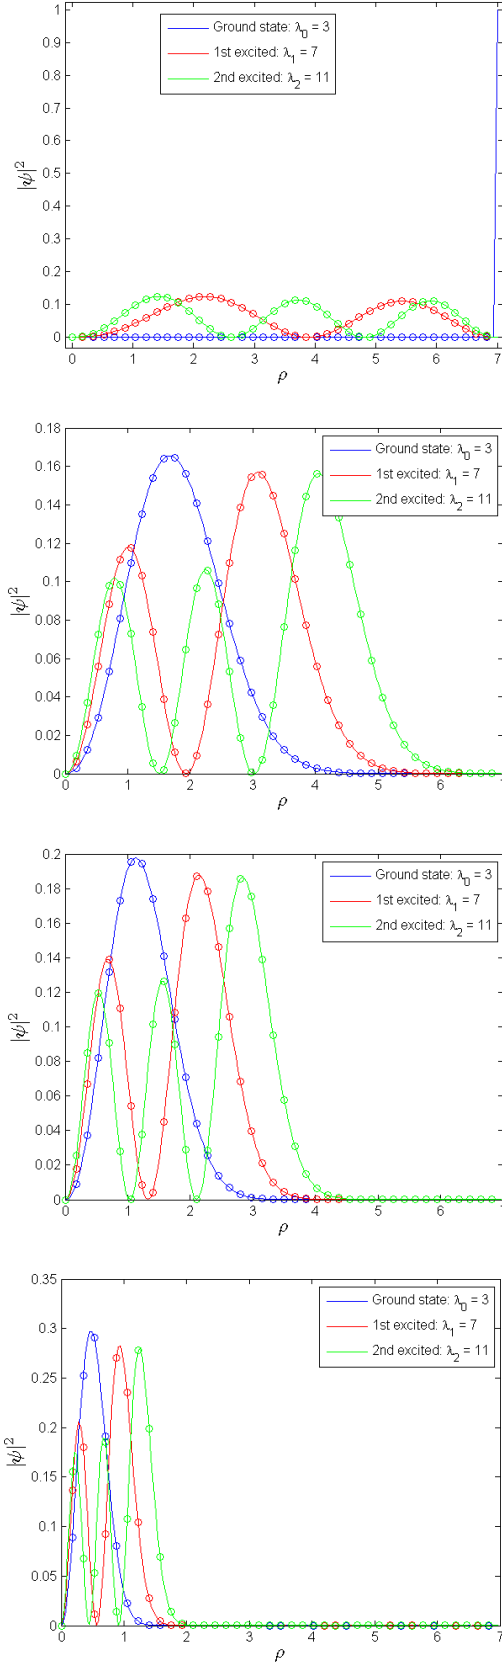 1
0.9
0.8
0.7
0.6
0.5
0.4
0.3
0.2
0.1
0
|ψ|²
Ground state: λ₀ = 3
1st excited: λ₁ = 7
2nd excited: λ₂ = 11
0 1 2 3 4 5 6 7
ρ
0.18
0.16
0.14
0.12
0.1
0.08
0.06
0.04
0.02
0
|ψ|²
Ground state: λ₀ = 3
1st excited: λ₁ = 7
2nd excited: λ₂ = 11
0 1 2 3 4 5 6 7
ρ
0.2
0.18
0.16
0.14
0.12
0.1
0.08
0.06
0.04
0.02
0
|ψ|²
Ground state: λ₀ = 3
1st excited: λ₁ = 7
2nd excited: λ₂ = 11
0 1 2 3 4 5 6 7
ρ
0.35
0.3
0.25
0.2
0.15
0.1
0.05
0
|ψ|²
Ground state: λ₀ = 3
1st excited: λ₁ = 7
2nd excited: λ₂ = 11
0 1 2 3 4 5 6 7
ρ